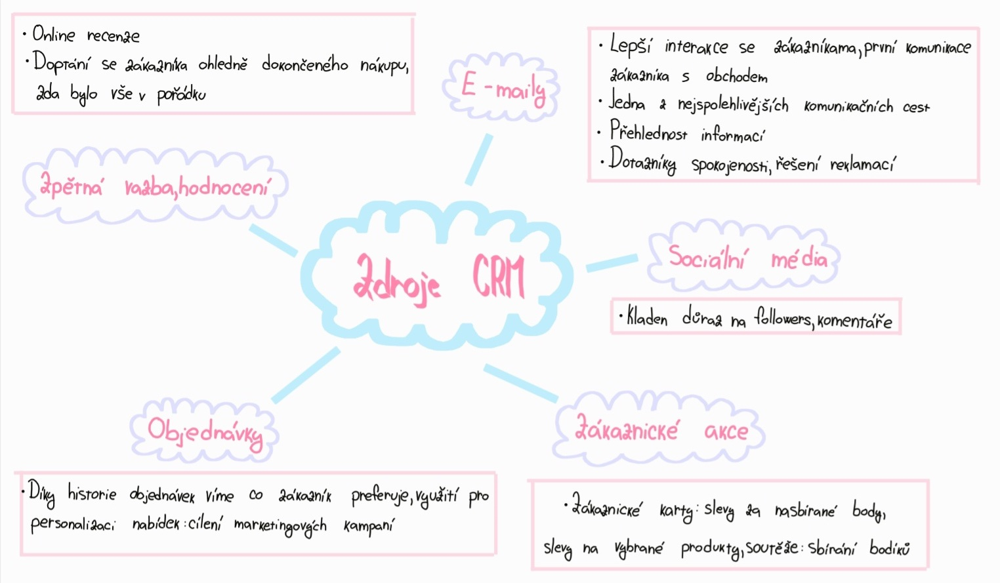 • Online recenze
• Doptání se zákazníka ohledně dokončeného nákupu,
zda bylo vše v pořádku
E-maily
• Lepší interakce se zákazníkama, první komunikace
zákazníka s obchodem
• Jedna z nejspolehlivějších komunikačních cest
• Přehlednost informací
• Dotazníky spokojenosti, řešení reklamací
Zpětná vazba, hodnocení
Zdroje CRM
Sociální média
• Kladen důraz na followers, komentáře
Objednávky
• Díky historie objednávek víme co zákazník preferuje, využití pro
personalizaci nabídek : cílení marketingových kampaní
Zákaznické akce
• Zákaznické karty: slevy za nasbírané body,
slevy na vybrané produkty, soutěže: sbírání bodíků